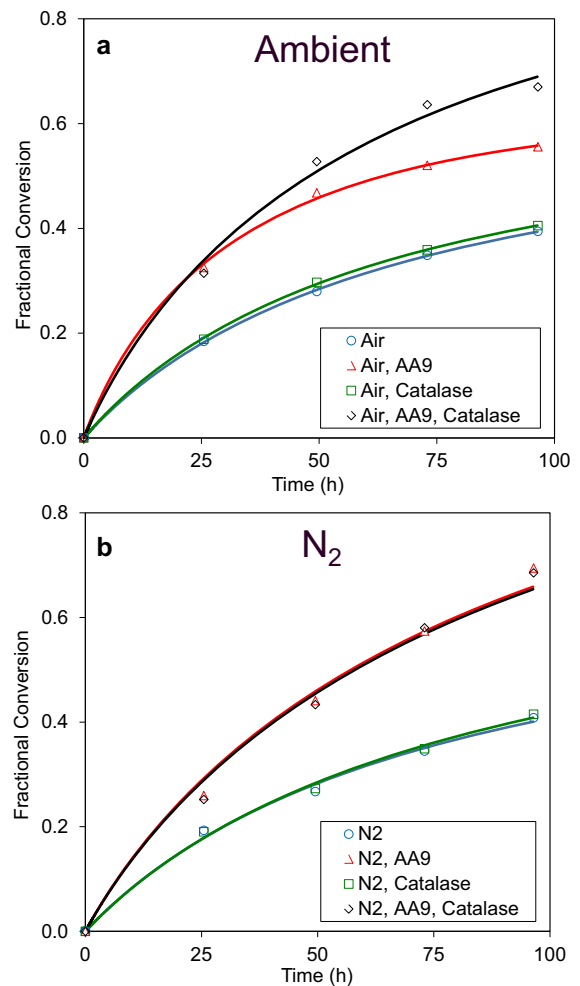 a
Ambient
0.8
0.6
0.4
0.2
0.0
Fractional Conversion
Air
Air, AA9
Air, Catalase
Air, AA9, Catalase
0
25
50
75
100
Time (h)
b
N₂
0.8
0.6
0.4
0.2
0.0
Fractional Conversion
N2
N2, AA9
N2, Catalase
N2, AA9, Catalase
0
25
50
75
100
Time (h)